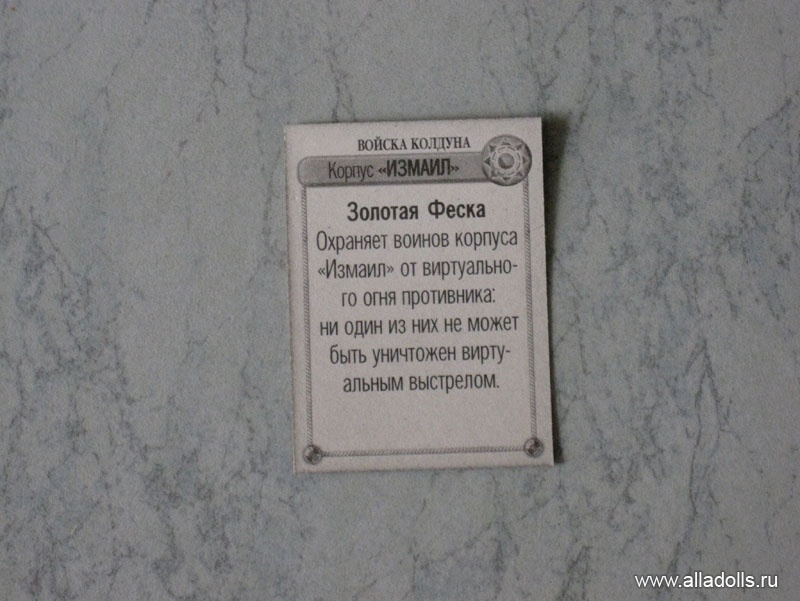 ВОЙСКА КОЛДУНА
Корпус «ИЗМАИЛ»
Золотая Феска
Охраняет воинов корпуса
«Измаил» от виртуально-
го огня противника:
ни один из них не может
быть уничтожен вирту-
альным выстрелом.
www.alladolls.ru